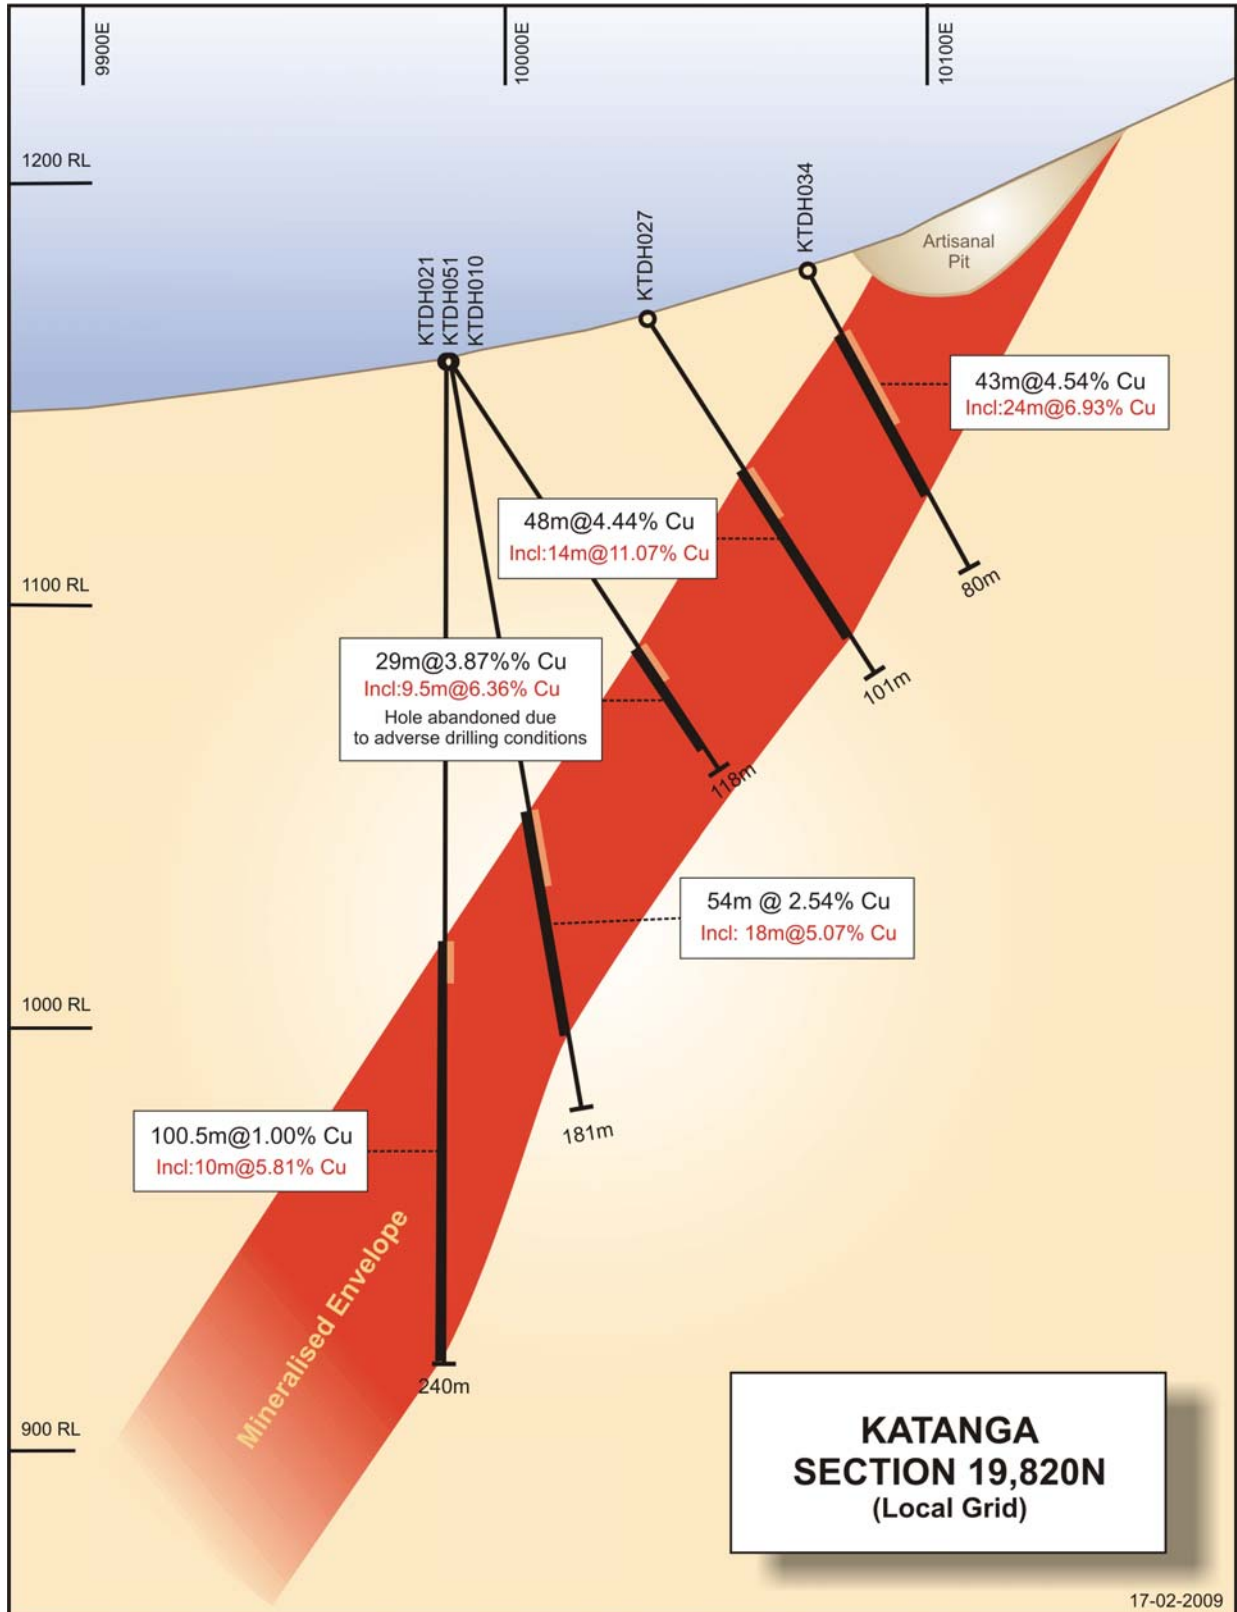 9900E
10000E
10100E
1200 RL
KTDH021
KTDH051
KTDH010
KTDH027
KTDH034
Artisanal
Pit
43m@4.54% Cu
Incl:24m@6.93% Cu
48m@4.44% Cu
Incl:14m@11.07% Cu
1100 RL
80m
29m@3.87%% Cu
Incl:9.5m@6.36% Cu
Hole abandoned due
to adverse drilling conditions
101m
118m
54m @ 2.54% Cu
Incl: 18m@5.07% Cu
1000 RL
100.5m@1.00% Cu
Incl:10m@5.81% Cu
181m
Mineralised Envelope
240m
900 RL
KATANGA
SECTION 19,820N
(Local Grid)
17-02-2009